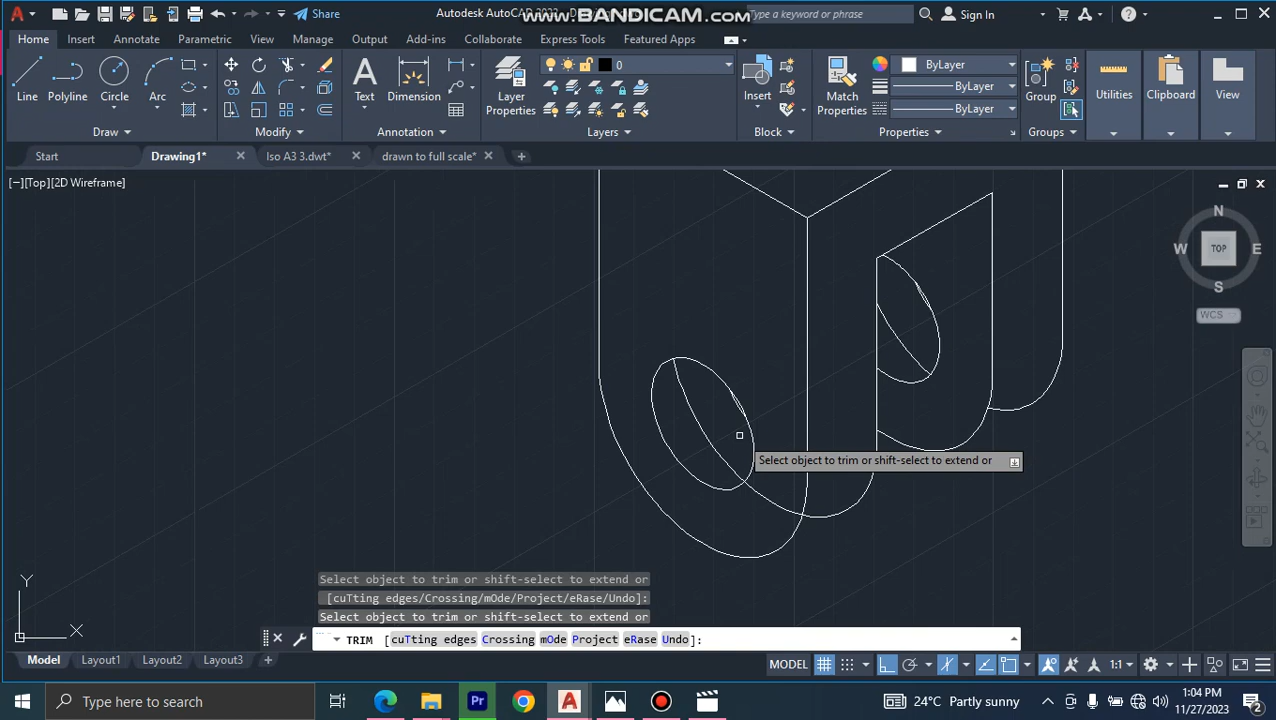 Share
Autodesk AutoCAD 2022
WWW.BANDICAM.COM
Type a keyword or phrase
Sign In
Home Insert Annotate Parametric View Manage Output Add-ins Collaborate Express Tools Featured Apps
Line Polyline Circle Arc
Text Dimension
Layer Properties
0
Insert
Match Properties
ByLayer
ByLayer
ByLayer
Group
Utilities
Clipboard
View
Draw Modify Annotation Layers Block Properties Groups
Start Drawing1* Iso A3 3.dwt* drawn to full scale*
[−][Top][2D Wireframe]
N
W TOP E
S
WCS
Select object to trim or shift-select to extend or
Y
X
Select object to trim or shift-select to extend or
[cuTting edges/Crossing/mOde/Project/eRase/Undo]:
Select object to trim or shift-select to extend or
TRIM [cuTting edges Crossing mOde Project eRase Undo]:
Model Layout1 Layout2 Layout3
MODEL
1:1
Type here to search
Pr
24°C Partly sunny
1:04 PM
11/27/2023
2